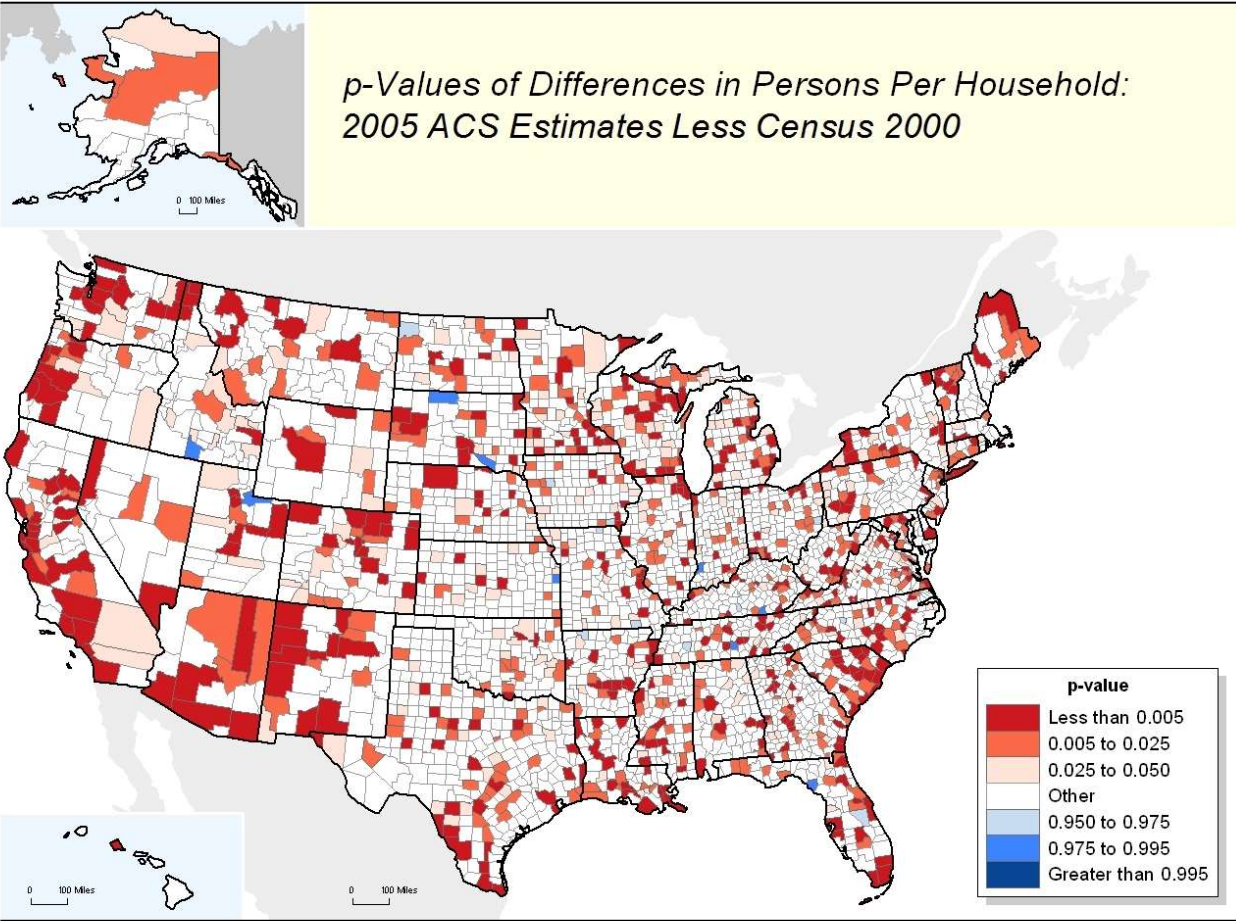 p-Values of Differences in Persons Per Household:
2005 ACS Estimates Less Census 2000
0 100 Miles
p-value
Less than 0.005
0.005 to 0.025
0.025 to 0.050
Other
0.950 to 0.975
0.975 to 0.995
Greater than 0.995
0 100 Miles
0 100 Miles